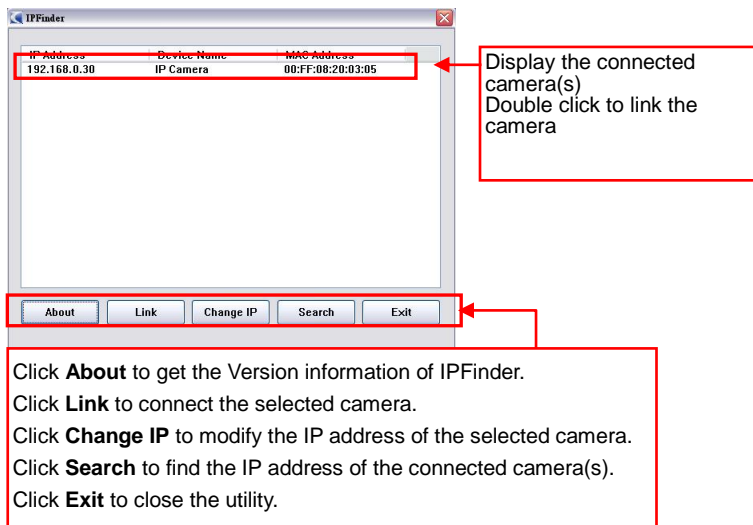 IPFinder
IP Address Device Name MAC Address
192.168.0.30 IP Camera 00:FF:08:20:03:05
Display the connected
camera(s)
Double click to link the
camera
About Link Change IP Search Exit
Click About to get the Version information of IPFinder.
Click Link to connect the selected camera.
Click Change IP to modify the IP address of the selected camera.
Click Search to find the IP address of the connected camera(s).
Click Exit to close the utility.